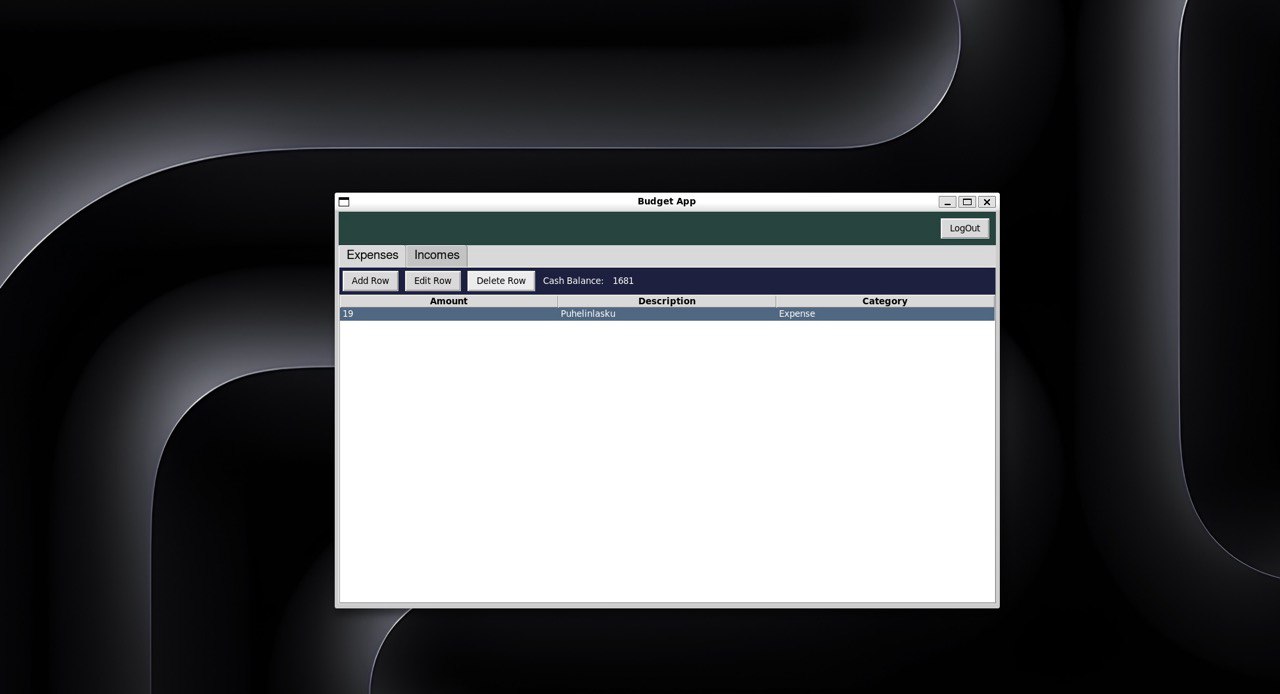 Budget App
LogOut
Expenses Incomes
Add Row Edit Row Delete Row Cash Balance: 1681
Amount Description Category
19 Puhelinlasku Expense